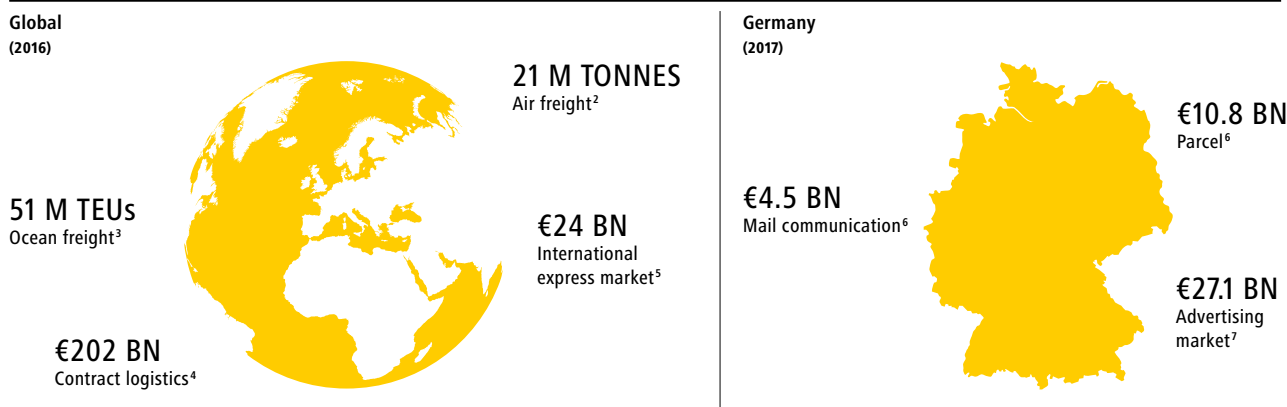 Global
(2016)
21 M TONNES
Air freight²
51 M TEUs
Ocean freight³
€24 BN
International
express market⁵
€202 BN
Contract logistics⁴
Germany
(2017)
€10.8 BN
Parcel⁶
€4.5 BN
Mail communication⁶
€27.1 BN
Advertising
market⁷